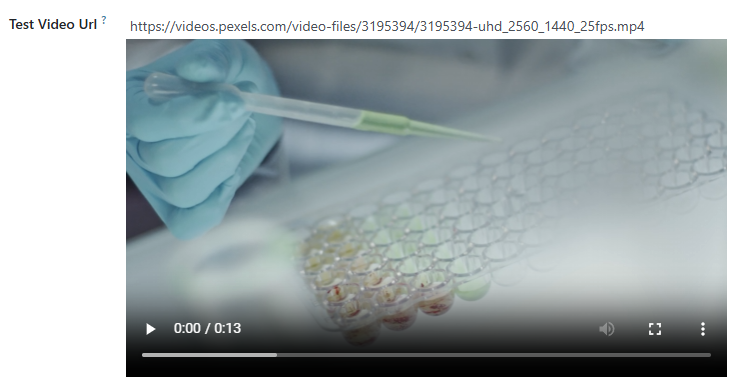 Test Video Url ?
https://videos.pexels.com/video-files/3195394/3195394-uhd_2560_1440_25fps.mp4
0:00 / 0:13